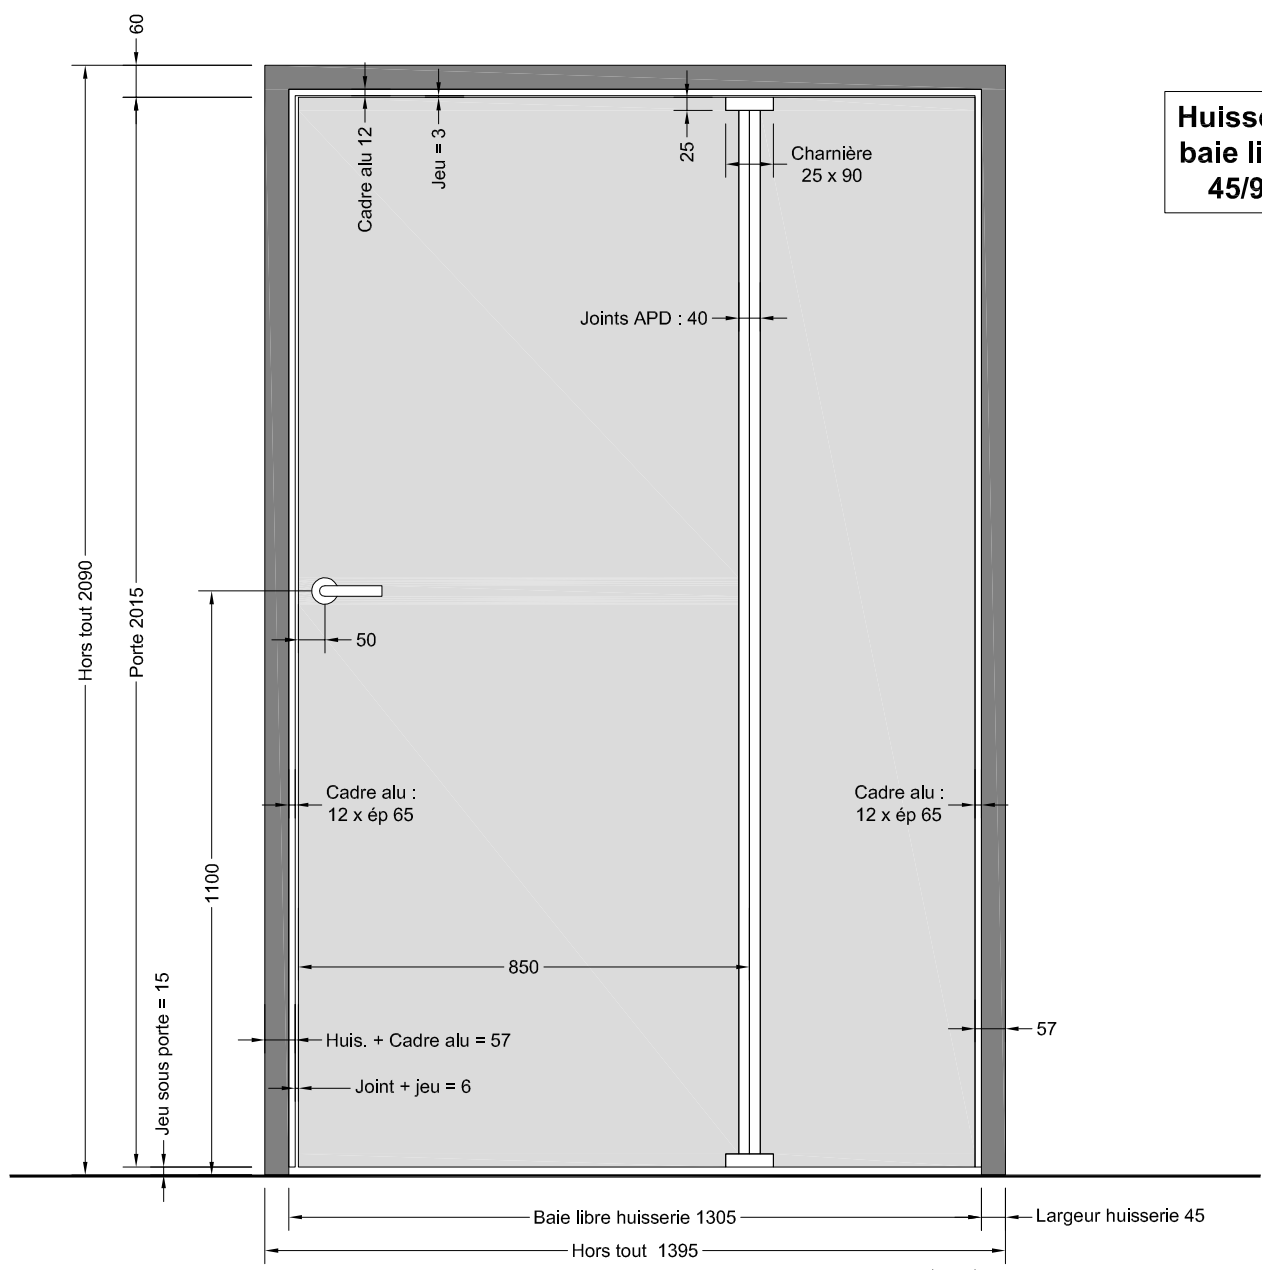 60
Huisse
baie li
45/9
Cadre alu 12
Jeu = 3
25
Charnière
25 x 90
Joints APD : 40
Hors tout 2090
Porte 2015
50
Cadre alu :
12 x ép 65
Cadre alu :
12 x ép 65
1100
850
Jeu sous porte = 15
Huis. + Cadre alu = 57
57
Joint + jeu = 6
Baie libre huisserie 1305
Largeur huisserie 45
Hors tout 1395